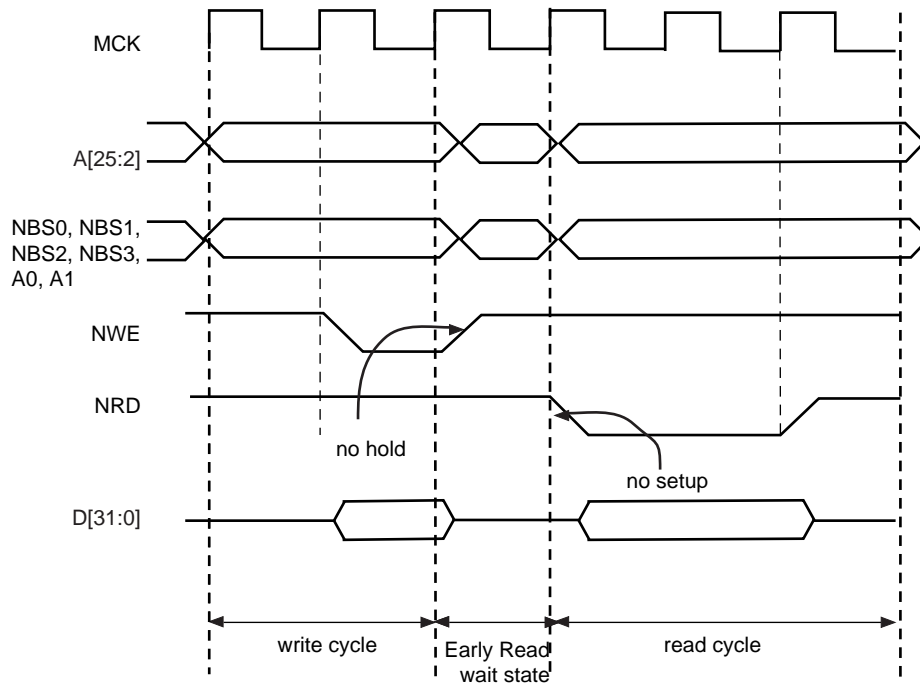 MCK
A[25:2]
NBS0, NBS1,
NBS2, NBS3,
A0, A1
NWE
NRD
no hold
no setup
D[31:0]
write cycle
Early Read
wait state
read cycle